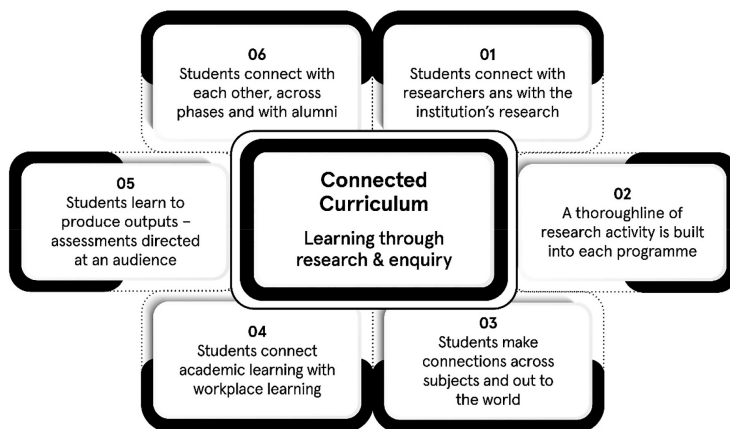 06
Students connect with
each other, across
phases and with alumni
01
Students connect with
researchers ans with the
institution's research
05
Students learn to
produce outputs –
assessments directed
at an audience
Connected
Curriculum
Learning through
research & enquiry
02
A thoroughline of
research activity is built
into each programme
04
Students connect
academic learning with
workplace learning
03
Students make
connections across
subjects and out to
the world